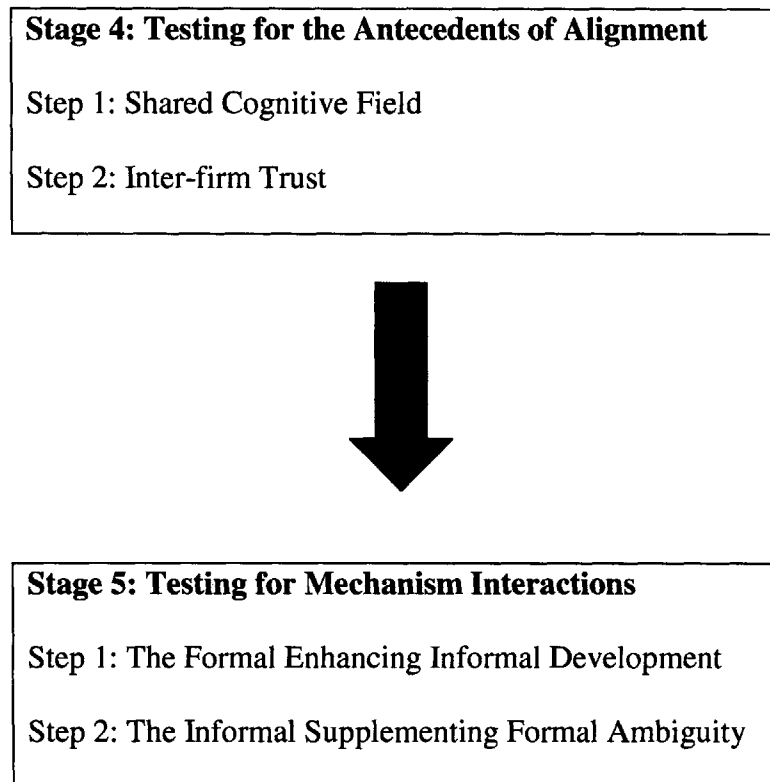 Stage 4: Testing for the Antecedents of Alignment
Step 1: Shared Cognitive Field
Step 2: Inter-firm Trust
Stage 5: Testing for Mechanism Interactions
Step 1: The Formal Enhancing Informal Development
Step 2: The Informal Supplementing Formal Ambiguity